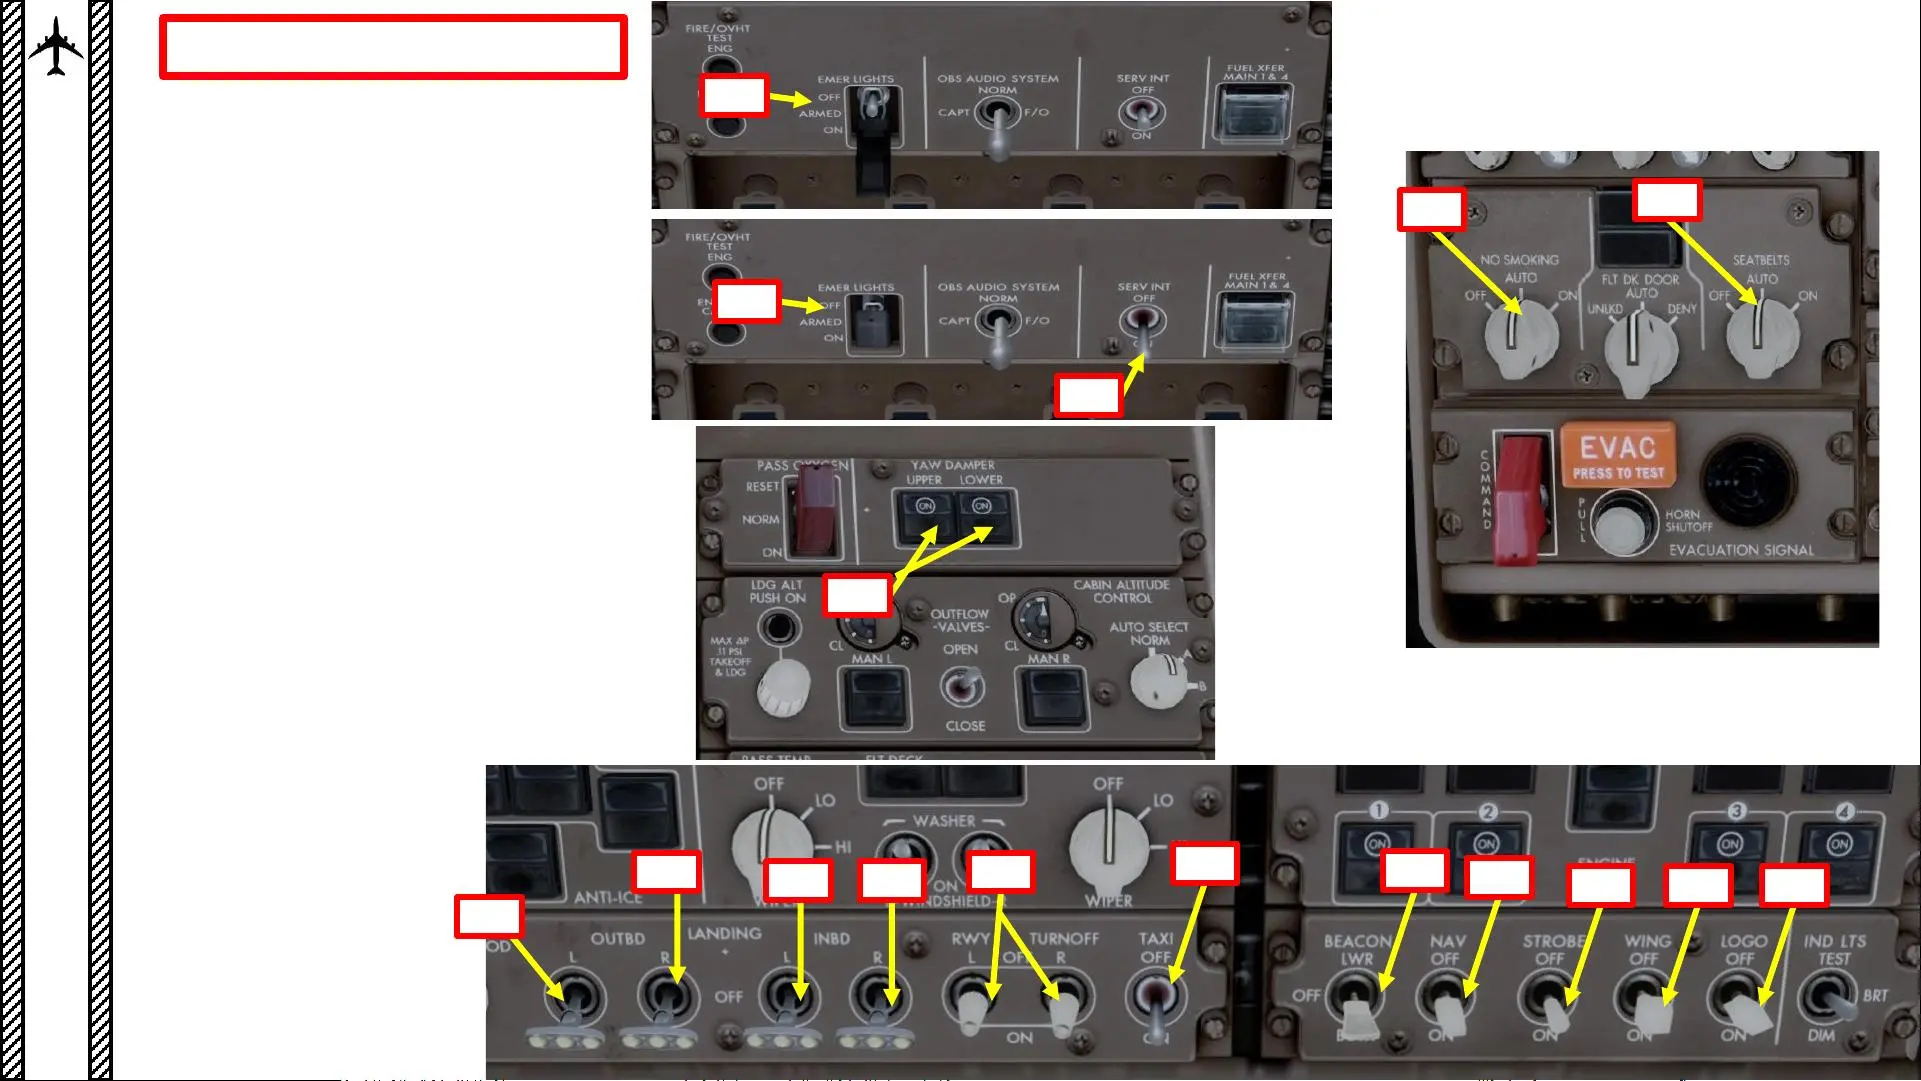 FIRE/OVHT
TEST
ENG
EMER LIGHTS
OFF
ARMED
ON
OBS AUDIO SYSTEM
NORM
CAPT
F/O
SERV INT
OFF
ON
FUEL XFER
MAIN 1 & 4
FIRE/OVHT
TEST
ENG
EMER LIGHTS
OFF
ARMED
ON
OBS AUDIO SYSTEM
NORM
CAPT
F/O
SERV INT
OFF
FUEL XFER
MAIN 1 & 4
NO SMOKING
AUTO
OFF
ON
FLT DK DOOR
AUTO
UNLKD
DENY
SEATBELTS
AUTO
OFF
ON
COMMAND
EVAC
PRESS TO TEST
PULL
HORN
SHUTOFF
EVACUATION SIGNAL
PASS OXYGEN
RESET
NORM
ON
YAW DAMPER
UPPER LOWER
ON
ON
LDG ALT
PUSH ON
MAX ΔP
.11 PSI
TAKEOFF
& LDG
CL
MAN L
OUTFLOW
-VALVES-
OPEN
CLOSE
OP
CL
MAN R
CABIN ALTITUDE
CONTROL
AUTO SELECT
NORM
A
B
PASS TEMP
FLT DECK
ANTI-ICE
OFF
LO
HI
WASHER
ON
WINDSHIELD
OFF
LO
WIPER
OUTBD
LANDING
INBD
L
R
OFF
L
R
RWY
TURNOFF
L
OFF
R
ON
TAXI
OFF
ON
1
ON
2
ON
3
ON
4
ON
ENGINE
BEACON
LWR
OFF
NAV
OFF
ON
STROBE
OFF
ON
WING
OFF
ON
LOGO
OFF
ON
IND LTS
TEST
BRT
DIM